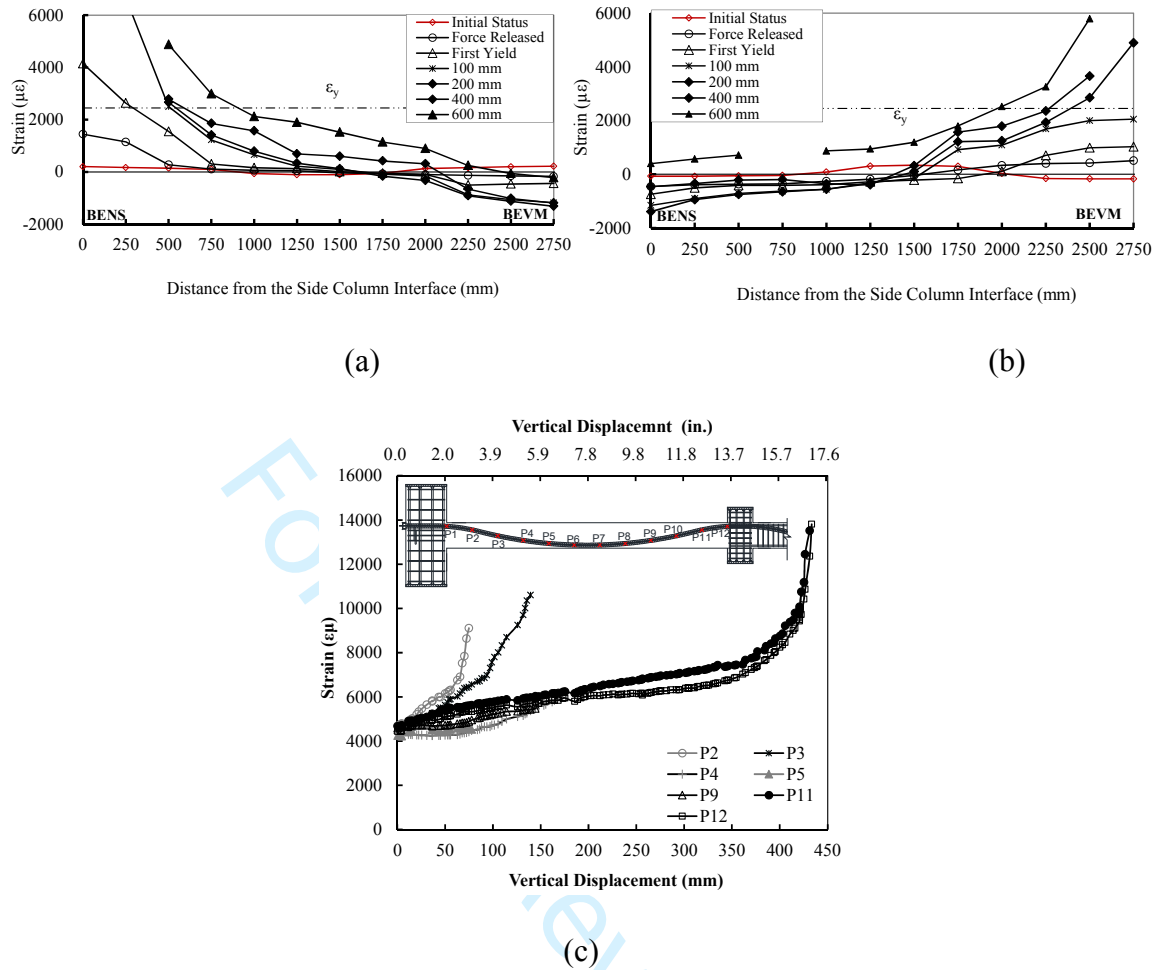 6000
4000
2000
0
-2000
Strain (με)
Initial Status
Force Released
First Yield
100 mm
200 mm
400 mm
600 mm
εy
BENS
BEVM
0 250 500 750 1000 1250 1500 1750 2000 2250 2500 2750
Distance from the Side Column Interface (mm)
(a)
6000
4000
2000
0
-2000
Strain (με)
Initial Status
Force Released
First Yield
100 mm
200 mm
400 mm
600 mm
εy
BENS
BEVM
0 250 500 750 1000 1250 1500 1750 2000 2250 2500 2750
Distance from the Side Column Interface (mm)
(b)
Vertical Displacemnt (in.)
0.0 2.0 3.9 5.9 7.8 9.8 11.8 13.7 15.7 17.6
16000
14000
12000
10000
8000
6000
4000
2000
0
Strain (εμ)
P1 P2 P3 P4 P5 P6 P7 P8 P9 P10 P11 P12
P2 P3
P4 P5
P9 P11
P12
0 50 100 150 200 250 300 350 400 450
Vertical Displacement (mm)
(c)